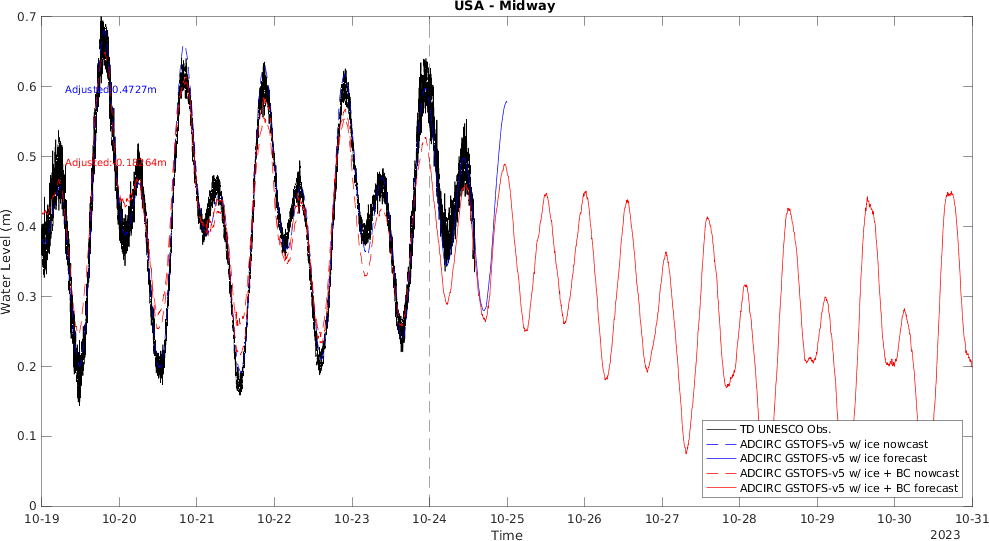 USA - Midway
0.7
0.6
0.5
0.4
0.3
0.2
0.1
0
Water Level (m)
Adjusted 0.4727m
Adjusted: 0.18164m
TD UNESCO Obs.
ADCIRC GSTOFS-v5 w/ ice nowcast
ADCIRC GSTOFS-v5 w/ ice forecast
ADCIRC GSTOFS-v5 w/ ice + BC nowcast
ADCIRC GSTOFS-v5 w/ ice + BC forecast
10-19 10-20 10-21 10-22 10-23 10-24 10-25 10-26 10-27 10-28 10-29 10-30 10-31
Time
2023